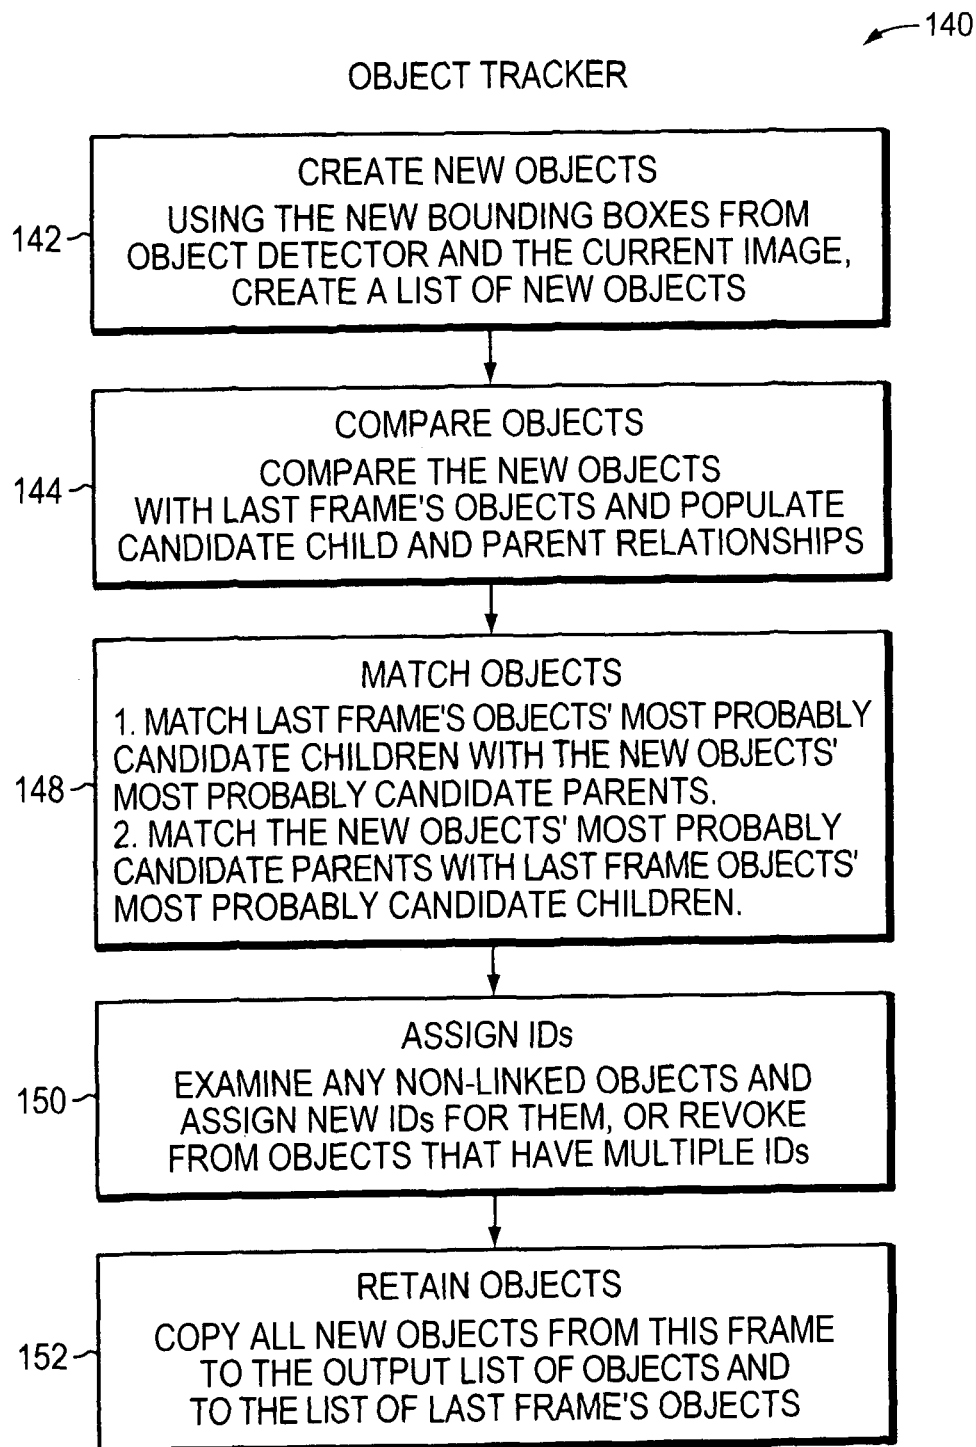 140
OBJECT TRACKER
CREATE NEW OBJECTS
USING THE NEW BOUNDING BOXES FROM
142
OBJECT DETECTOR AND THE CURRENT IMAGE,
CREATE A LIST OF NEW OBJECTS
COMPARE OBJECTS
COMPARE THE NEW OBJECTS
144
WITH LAST FRAME'S OBJECTS AND POPULATE
CANDIDATE CHILD AND PARENT RELATIONSHIPS
MATCH OBJECTS
1. MATCH LAST FRAME'S OBJECTS' MOST PROBABLY
CANDIDATE CHILDREN WITH THE NEW OBJECTS'
148
MOST PROBABLY CANDIDATE PARENTS.
2. MATCH THE NEW OBJECTS' MOST PROBABLY
CANDIDATE PARENTS WITH LAST FRAME OBJECTS'
MOST PROBABLY CANDIDATE CHILDREN.
ASSIGN IDs
EXAMINE ANY NON-LINKED OBJECTS AND
150
ASSIGN NEW IDs FOR THEM, OR REVOKE
FROM OBJECTS THAT HAVE MULTIPLE IDs
RETAIN OBJECTS
COPY ALL NEW OBJECTS FROM THIS FRAME
152
TO THE OUTPUT LIST OF OBJECTS AND
TO THE LIST OF LAST FRAME'S OBJECTS